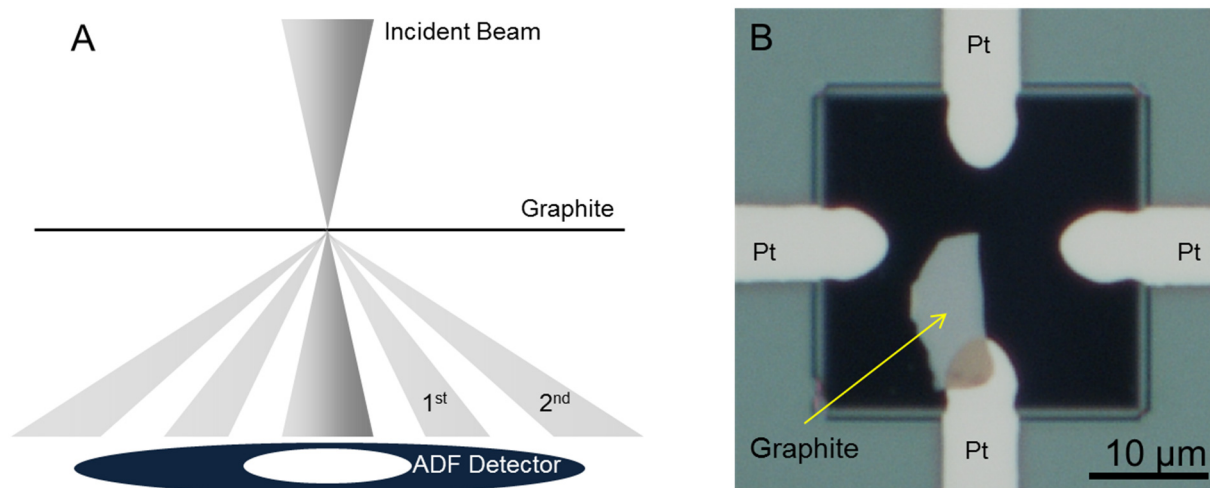 A
Incident Beam
Graphite
1st
2nd
ADF Detector
B
Pt
Pt
Pt
Graphite
Pt
10 μm